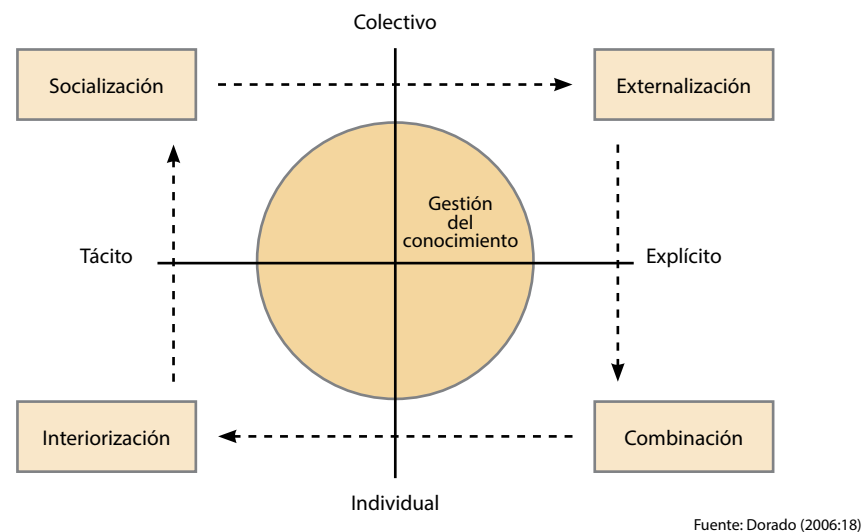 Colectivo
Socialización
Externalización
Gestión
del
conocimiento
Tácito
Explícito
Interiorización
Combinación
Individual
Fuente: Dorado (2006:18)